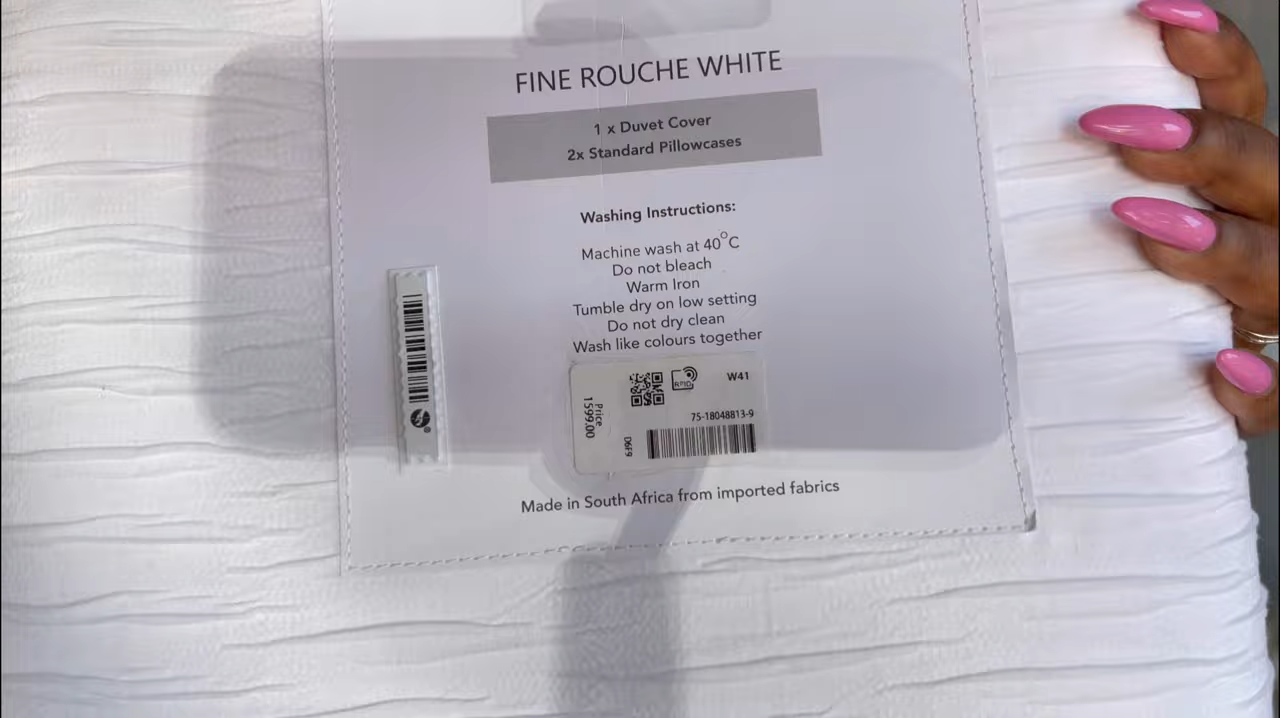 FINE ROUCHE WHITE
1 x Duvet Cover
2x Standard Pillowcases
Washing Instructions:
Machine wash at 40°C
Do not bleach
Warm Iron
Tumble dry on low setting
Do not dry clean
Wash like colours together
RFID
W41
Price
1599.00
75-18048813-9
D6F9
Made in South Africa from imported fabrics